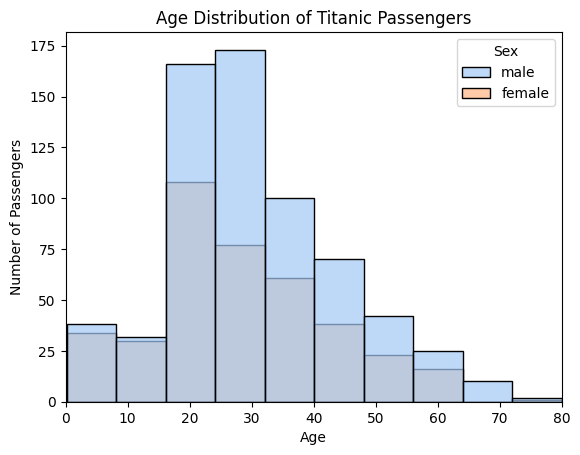 Age Distribution of Titanic Passengers
Sex
male
female
Number of Passengers
175
150
125
100
75
50
25
0
0 10 20 30 40 50 60 70 80
Age